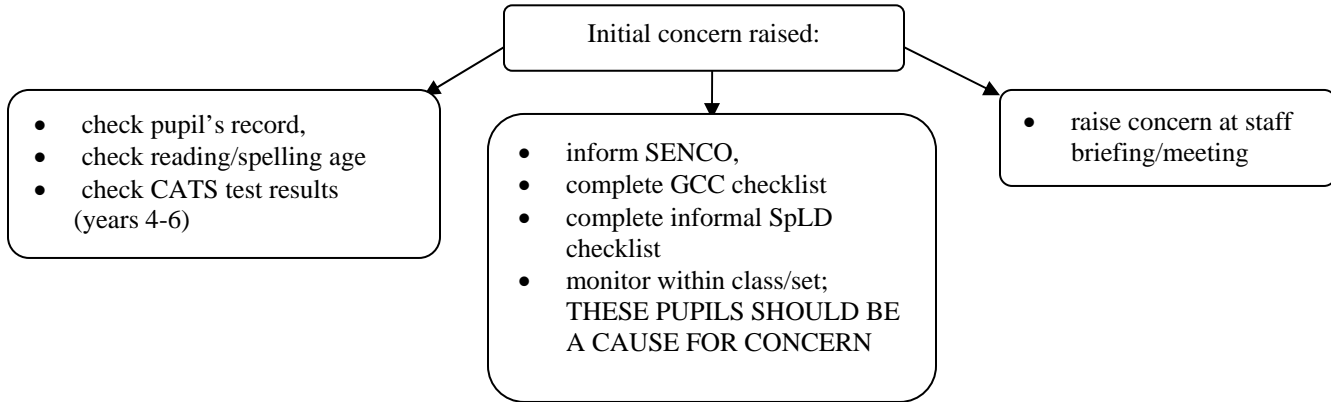 Initial concern raised:
• check pupil's record,
• check reading/spelling age
• check CATS test results
(years 4-6)
• inform SENCO,
• complete GCC checklist
• complete informal SpLD
checklist
• monitor within class/set;
THESE PUPILS SHOULD BE
A CAUSE FOR CONCERN
• raise concern at staff
briefing/meeting